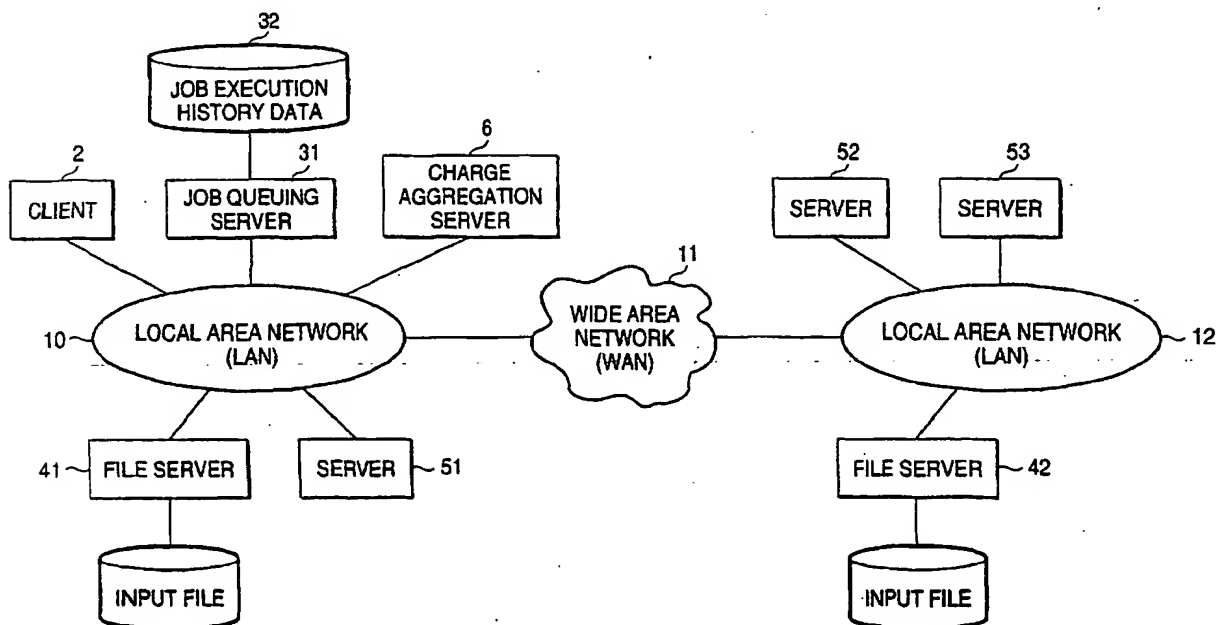 32
JOB EXECUTION
HISTORY DATA
2
CLIENT
31
JOB QUEUING
SERVER
6
CHARGE
AGGREGATION
SERVER
52
SERVER
53
SERVER
10
LOCAL AREA NETWORK
(LAN)
11
WIDE AREA
NETWORK
(WAN)
LOCAL AREA NETWORK
(LAN)
12
41
FILE SERVER
SERVER
51
FILE SERVER
42
INPUT FILE
INPUT FILE